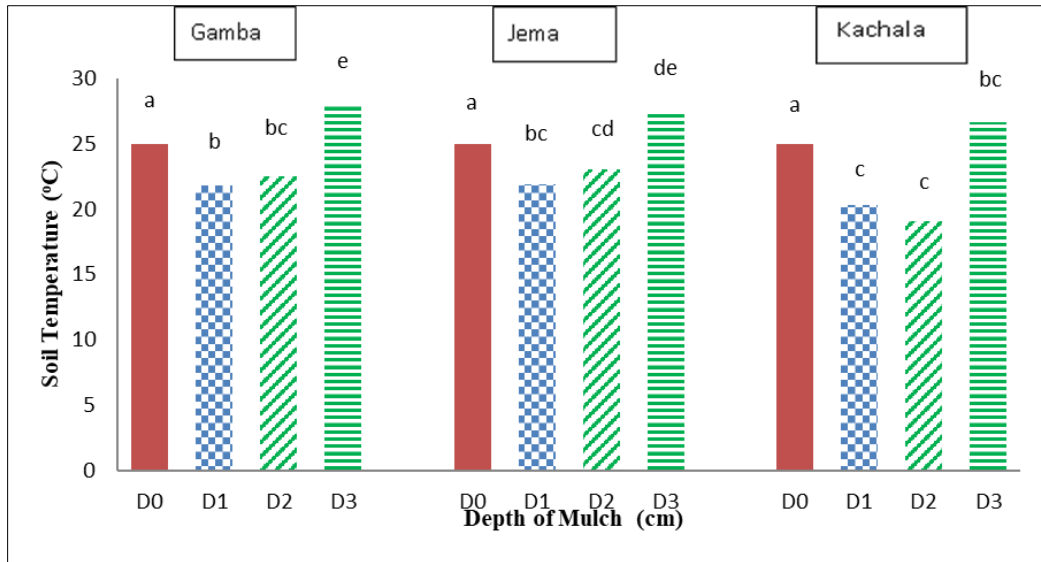 Gamba
Jema
Kachala
Soil Temperature (°C)
30
25
20
15
10
5
0
a
b
bc
e
a
bc
cd
de
a
c
c
bc
D0 D1 D2 D3 D0 D1 D2 D3 D0 D1 D2 D3
Depth of Mulch (cm)